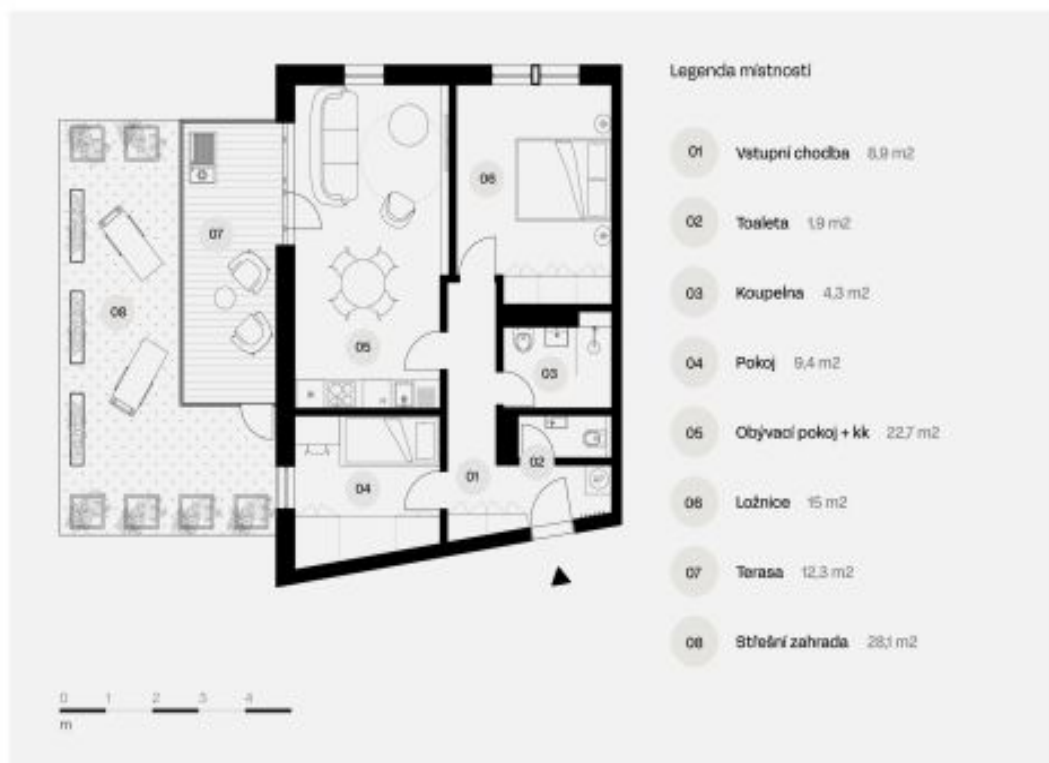 Legenda místností
01 Vstupní chodba 8,9 m2
02 Toaleta 1,9 m2
03 Koupelna 4,3 m2
04 Pokoj 9,4 m2
05 Obývací pokoj + kk 22,7 m2
06 Ložnice 15 m2
07 Terasa 12,3 m2
08 Střešní zahrada 28,1 m2
06
07
08
05
03
02
01
04
0 1 2 3 4
m